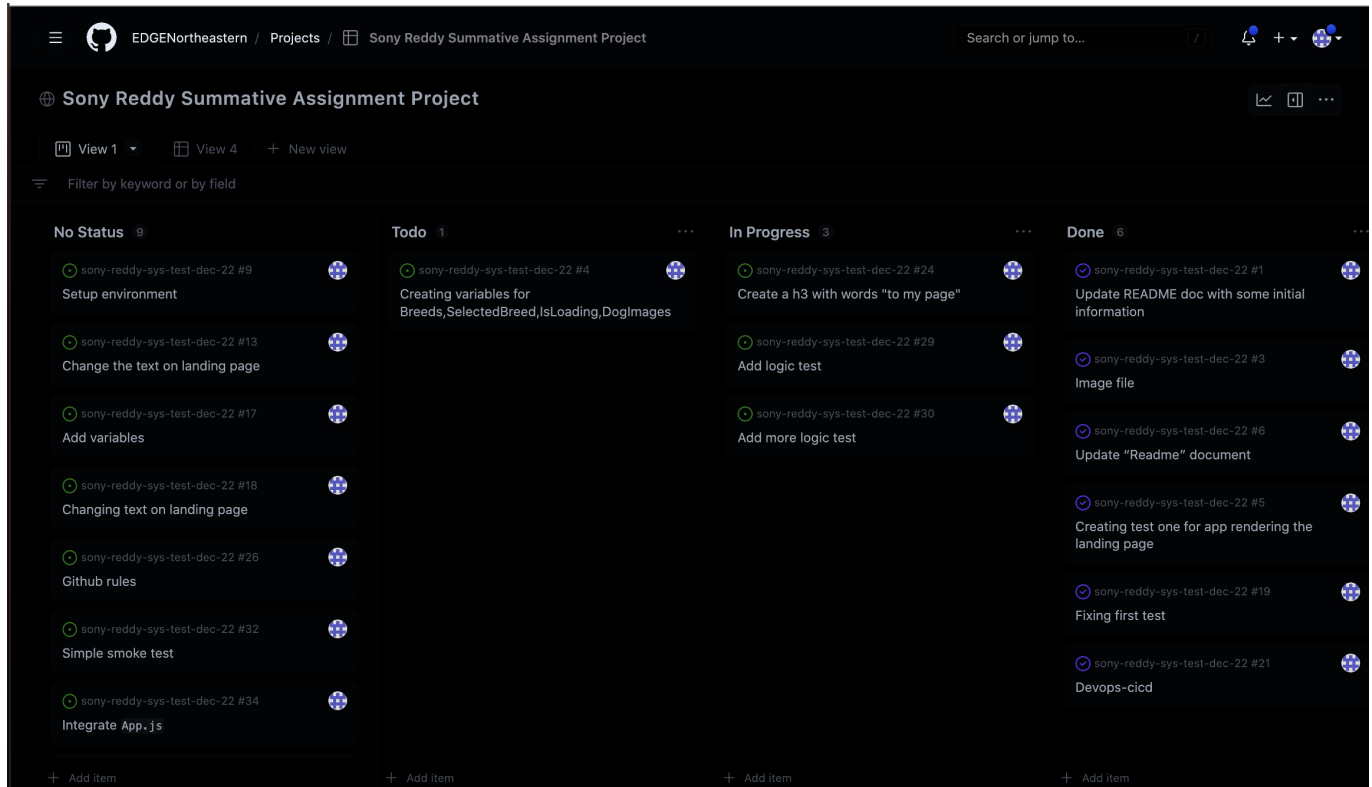 EDGENortheastern / Projects / Sony Reddy Summative Assignment Project
Search or jump to... /
Sony Reddy Summative Assignment Project
View 1
View 4
+ New view
Filter by keyword or by field
No Status 9
sony-reddy-sys-test-dec-22 #9
Setup environment
sony-reddy-sys-test-dec-22 #13
Change the text on landing page
sony-reddy-sys-test-dec-22 #17
Add variables
sony-reddy-sys-test-dec-22 #18
Changing text on landing page
sony-reddy-sys-test-dec-22 #26
Github rules
sony-reddy-sys-test-dec-22 #32
Simple smoke test
sony-reddy-sys-test-dec-22 #34
Integrate App.js
+ Add item
Todo 1
sony-reddy-sys-test-dec-22 #4
Creating variables for
Breeds,SelectedBreed,IsLoading,DogImages
+ Add item
In Progress 3
sony-reddy-sys-test-dec-22 #24
Create a h3 with words "to my page"
sony-reddy-sys-test-dec-22 #29
Add logic test
sony-reddy-sys-test-dec-22 #30
Add more logic test
+ Add item
Done 6
sony-reddy-sys-test-dec-22 #1
Update README doc with some initial
information
sony-reddy-sys-test-dec-22 #3
Image file
sony-reddy-sys-test-dec-22 #6
Update “Readme” document
sony-reddy-sys-test-dec-22 #5
Creating test one for app rendering the
landing page
sony-reddy-sys-test-dec-22 #19
Fixing first test
sony-reddy-sys-test-dec-22 #21
Devops-cicd
+ Add item